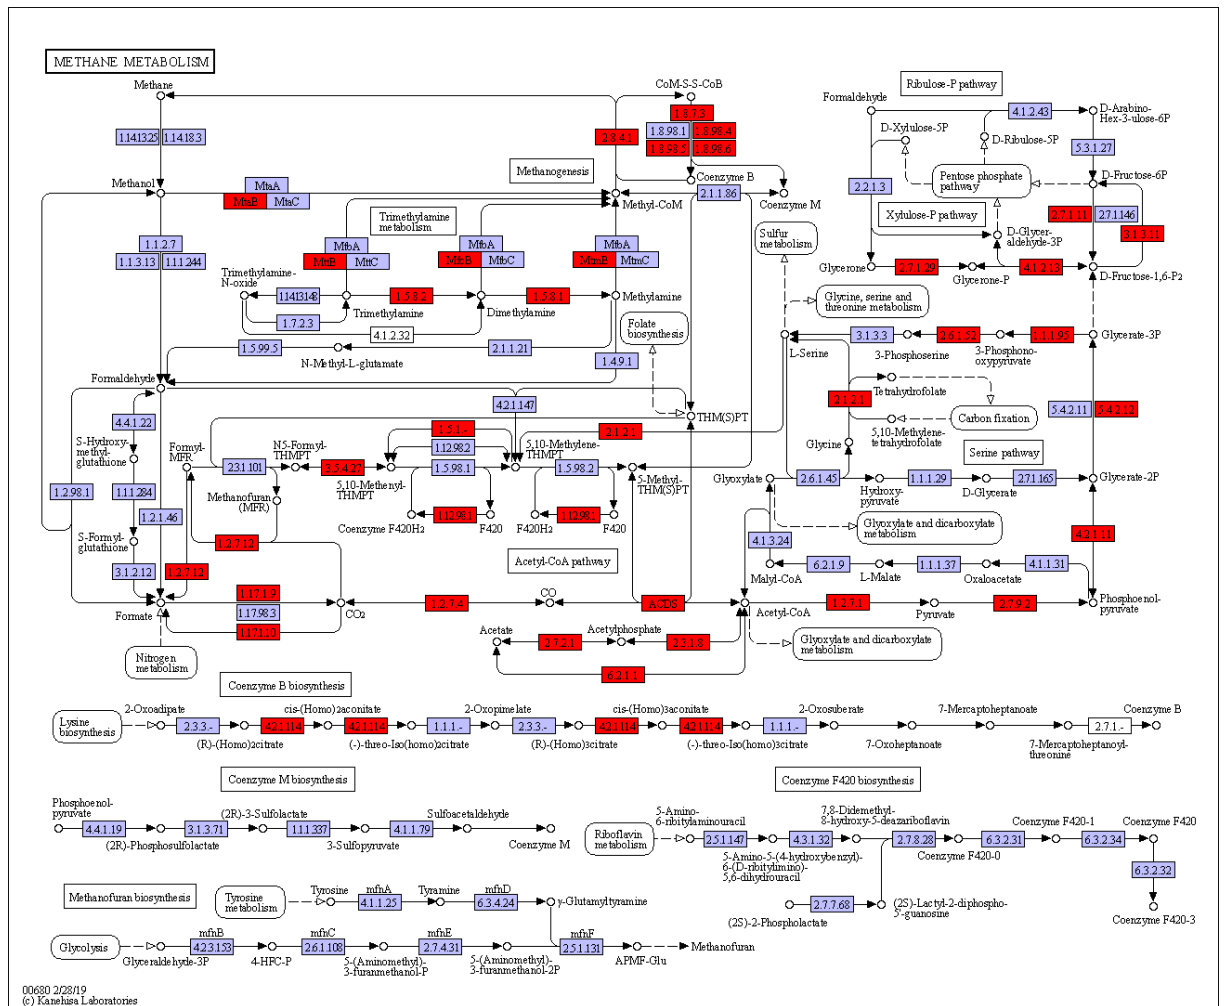 METHANE METABOLISM
Methane
CoM-S-S-CoB
1.8.7.3
1.8.98.1
1.8.98.4
1.8.98.5
1.8.98.6
2.8.4.1
1.14.13.25
1.14.18.3
Methanogenesis
Coenzyme B
Methanol
MtaA
MtaB
MtaC
Methyl-CoM
2.1.1.86
Coenzyme M
Ribulose-P pathway
Formaldehyde
4.1.2.43
D-Arabino-
Hex-3-ulose-6P
D-Xylulose-5P
D-Ribulose-5P
5.3.1.27
2.2.1.3
Pentose phosphate
pathway
D-Fructose-6P
Xylulose-P pathway
2.7.1.11
2.7.1.146
3.1.3.11
D-Glycer-
aldehyde-3P
Glycerone
2.7.1.29
Glycerone-P
4.1.2.13
D-Fructose-1,6-P2
Trimethylamine
metabolism
Sulfur
metabolism
1.1.2.7
1.1.3.13
1.1.1.244
MtbA
MttB
MttC
MtbA
MtbB
MtbC
MtbA
MtmB
MtmC
Trimethylamine-
N-oxide
1.14.13.148
1.5.8.2
1.5.8.1
Methylamine
Trimethylamine
Dimethylamine
1.7.2.3
4.1.2.32
Glycine, serine and
threonine metabolism
Folate
biosynthesis
1.5.99.5
2.1.1.21
N-Methyl-L-glutamate
1.4.9.1
L-Serine
3.1.3.3
2.6.1.52
1.1.1.95
Glycerate-3P
3-Phosphoserine
3-Phosphono-
oxypyruvate
Formaldehyde
4.2.1.147
THM(S)PT
Tetrahydrofolate
2.1.2.1
Carbon fixation
5,10-Methylene-
tetrahydrofolate
5.4.2.11
5.4.2.12
4.4.1.22
S-Hydroxy-
methyl-
glutathione
Formyl-
MFR
N5-Formyl-
THMPT
1.5.1.-
1.12.98.2
5,10-Methylene-
THMPT
2.1.2.1
Glycine
Serine pathway
2.3.1.101
3.5.4.27
5,10-Methenyl-
THMPT
1.5.98.1
1.5.98.2
5-Methyl-
THM(S)PT
Glyoxylate
2.6.1.45
Hydroxy-
pyruvate
1.1.1.29
D-Glycerate
2.7.1.165
Glycerate-2P
1.2.98.1
1.1.1.284
Methanofuran
(MFR)
1.12.98.1
1.12.98.1
Coenzyme F420H2
F420
F420H2
F420
1.2.1.46
S-Formyl-
glutathione
1.2.7.12
Glyoxylate and dicarboxylate
metabolism
4.2.1.11
4.1.3.24
3.1.2.12
1.2.7.12
Acetyl-CoA pathway
Malyl-CoA
6.2.1.9
L-Malate
1.1.1.37
Oxaloacetate
4.1.1.31
1.17.1.9
Formate
1.17.98.3
1.17.1.10
CO2
1.2.7.4
CO
ACDS
Acetyl-CoA
1.2.7.1
Pyruvate
2.7.9.2
Phosphoenol-
pyruvate
Acetate
2.7.2.1
Acetylphosphate
2.3.1.8
6.2.1.1
Glyoxylate and dicarboxylate
metabolism
Nitrogen
metabolism
Coenzyme B biosynthesis
Lysine
biosynthesis
2-Oxoadipate
2.3.3.-
(R)-(Homo)2citrate
4.2.1.114
cis-(Homo)2aconitate
4.2.1.114
(-)-threo-Iso(homo)2citrate
1.1.1.-
2-Oxopimelate
2.3.3.-
(R)-(Homo)3citrate
4.2.1.114
cis-(Homo)3aconitate
4.2.1.114
(-)-threo-Iso(homo)3citrate
1.1.1.-
2-Oxosuberate
7-Oxoheptanoate
7-Mercaptoheptanoate
7-Mercaptoheptanoyl-
threonine
2.7.1.-
Coenzyme B
Coenzyme M biosynthesis
Phosphoenol-
pyruvate
4.4.1.19
(2R)-Phosphosulfolactate
3.1.3.71
(2R)-3-Sulfolactate
1.1.1.337
3-Sulfopyruvate
4.1.1.79
Sulfoacetaldehyde
Coenzyme M
Coenzyme F420 biosynthesis
Riboflavin
metabolism
5-Amino-
6-ribitylaminouracil
2.5.1.147
5-Amino-5-(4-hydroxybenzyl)-
6-(D-ribitylimino)-
5,6-dihydrouracil
4.3.1.32
7,8-Didemethyl-
8-hydroxy-5-deazariboflavin
2.7.8.28
Coenzyme F420-0
6.3.2.31
Coenzyme F420-1
6.3.2.34
Coenzyme F420
6.3.2.32
Coenzyme F420-3
2.7.7.68
(2S)-2-Phospholactate
(2S)-Lactyl-2-diphospho-
5'-guanosine
Methanofuran biosynthesis
Tyrosine
metabolism
Tyrosine
mfnA
4.1.1.25
Tyramine
mfnD
6.3.4.24
γ-Glutamyltyramine
Glycolysis
Glyceraldehyde-3P
mfnB
4.2.3.153
4-HFC-P
mfnC
2.6.1.108
5-(Aminomethyl)-
3-furanmethanol-P
mfnE
2.7.4.31
5-(Aminomethyl)-
3-furanmethanol-2P
mfnF
2.5.1.131
APMF-Glu
Methanofuran
00680 2/28/19
(c) Kanehisa Laboratories